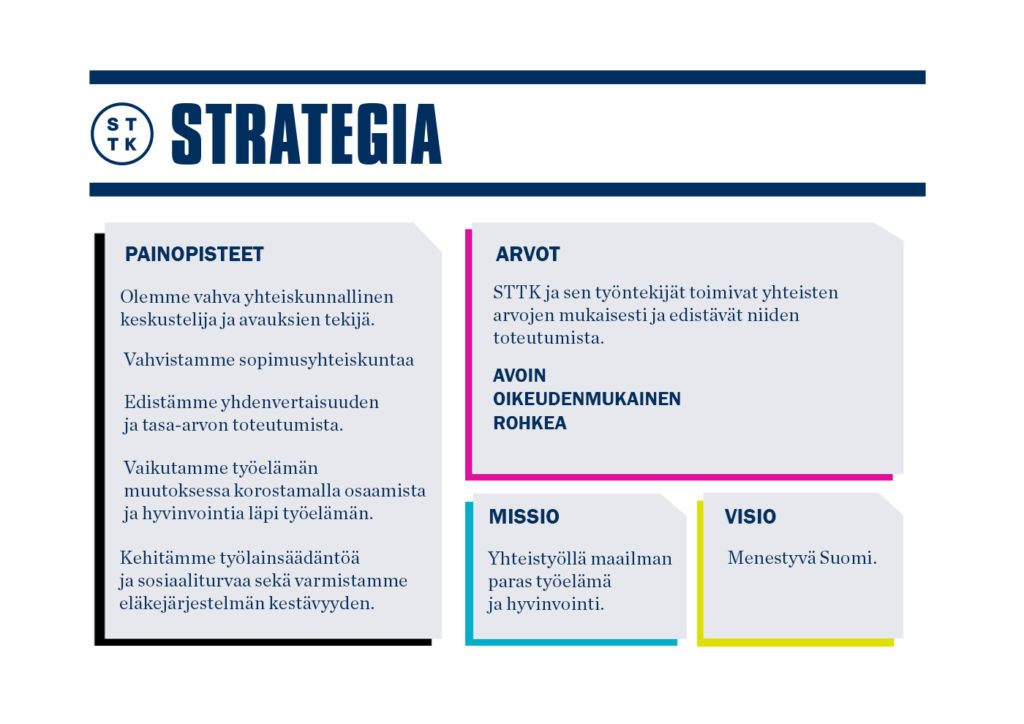 ST
TK
STRATEGIA
PAINOPISTEET
Olemme vahva yhteiskunnallinen
keskustelija ja avauksien tekijä.
Vahvistamme sopimusyhteiskuntaa
Edistämme yhdenvertaisuuden
ja tasa-arvon toteutumista.
Vaikutamme työelämän
muutoksessa korostamalla osaamista
ja hyvinvointia läpi työelämän.
Kehitämme työlainsäädäntöä
ja sosiaaliturvaa sekä varmistamme
eläkejärjestelmän kestävyyden.
ARVOT
STTK ja sen työntekijät toimivat yhteisten
arvojen mukaisesti ja edistävät niiden
toteutumista.
AVOIN
OIKEUDENMUKAINEN
ROHKEA
MISSIO
Yhteistyöllä maailman
paras työelämä
ja hyvinvointi.
VISIO
Menestyvä Suomi.